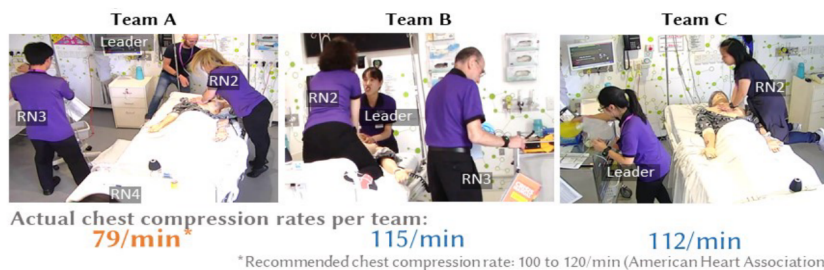 Team A
Team B
Team C
Leader
RN2
RN3
RN4
RN2
Leader
RN3
RN2
Leader
Actual chest compression rates per team:
79/min*
115/min
112/min
*Recommended chest compression rate: 100 to 120/min (American Heart Association